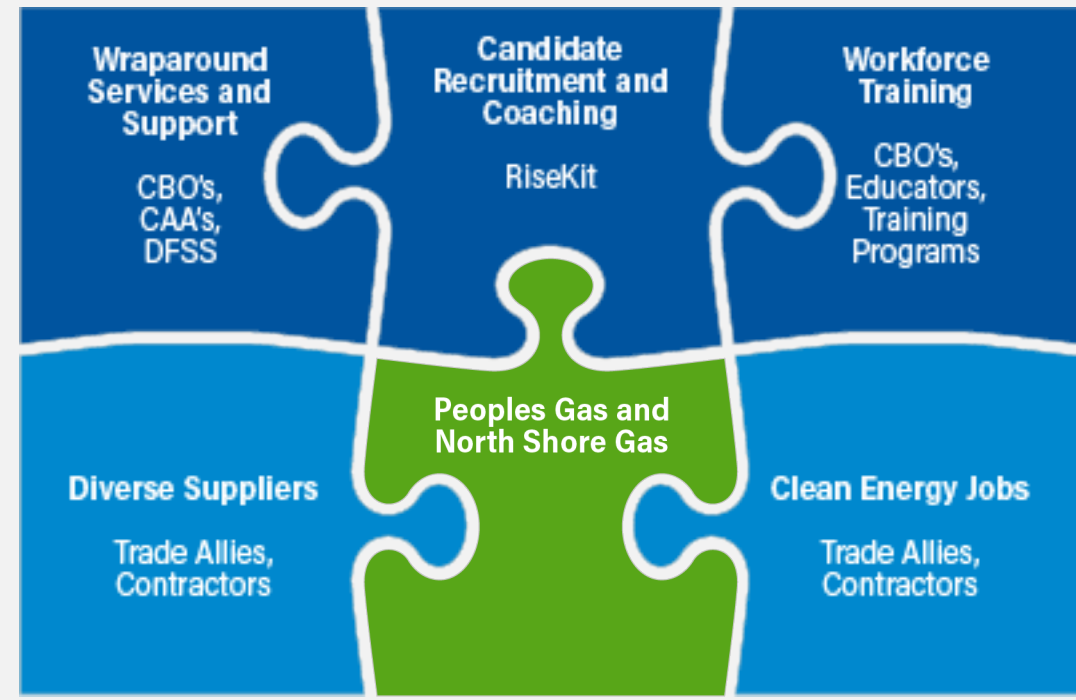 Wraparound
Services and
Support
CBO's,
CAA's,
DFSS
Candidate
Recruitment and
Coaching
RiseKit
Workforce
Training
CBO's,
Educators,
Training
Programs
Diverse Suppliers
Trade Allies,
Contractors
Peoples Gas and
North Shore Gas
Clean Energy Jobs
Trade Allies,
Contractors